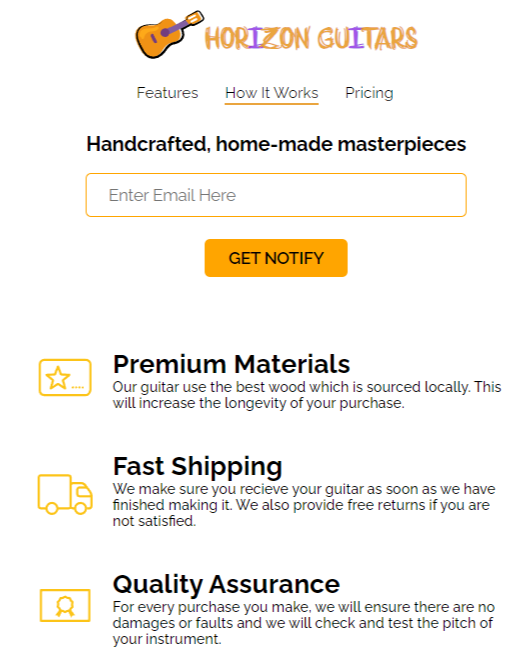 HORIZON GUITARS
Features How It Works Pricing
Handcrafted, home-made masterpieces
Enter Email Here
GET NOTIFY
Premium Materials
Our guitar use the best wood which is sourced locally. This
will increase the longevity of your purchase.
Fast Shipping
We make sure you recieve your guitar as soon as we have
finished making it. We also provide free returns if you are
not satisfied.
Quality Assurance
For every purchase you make, we will ensure there are no
damages or faults and we will check and test the pitch of
your instrument.